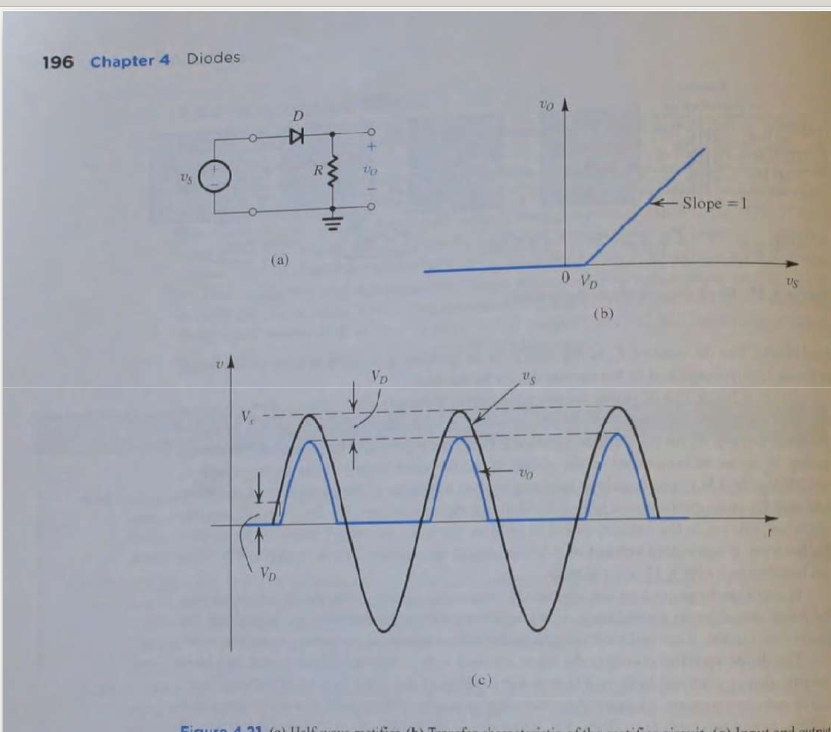 196 Chapter 4 Diodes
D
v_S
+
−
R
+
v_O
−
(a)
v_O
Slope = 1
0 V_D
v_S
(b)
v
V_D
v_S
V_s
v_O
t
V_D
(c)
Figure 4.21 (a) Half-wave rectifier. (b) Transfer characteristic of the rectifier circuit. (c) Input and output